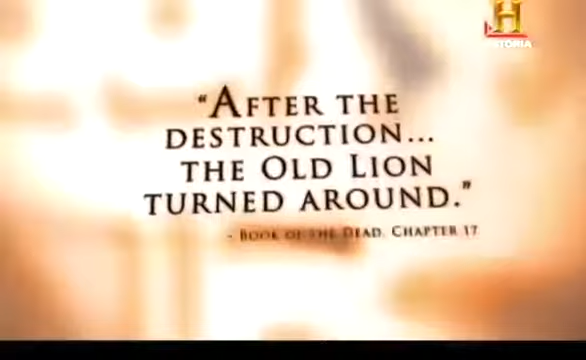 H
HISTORIA
"AFTER THE
DESTRUCTION...
THE OLD LION
TURNED AROUND."
- BOOK OF THE DEAD, CHAPTER 17